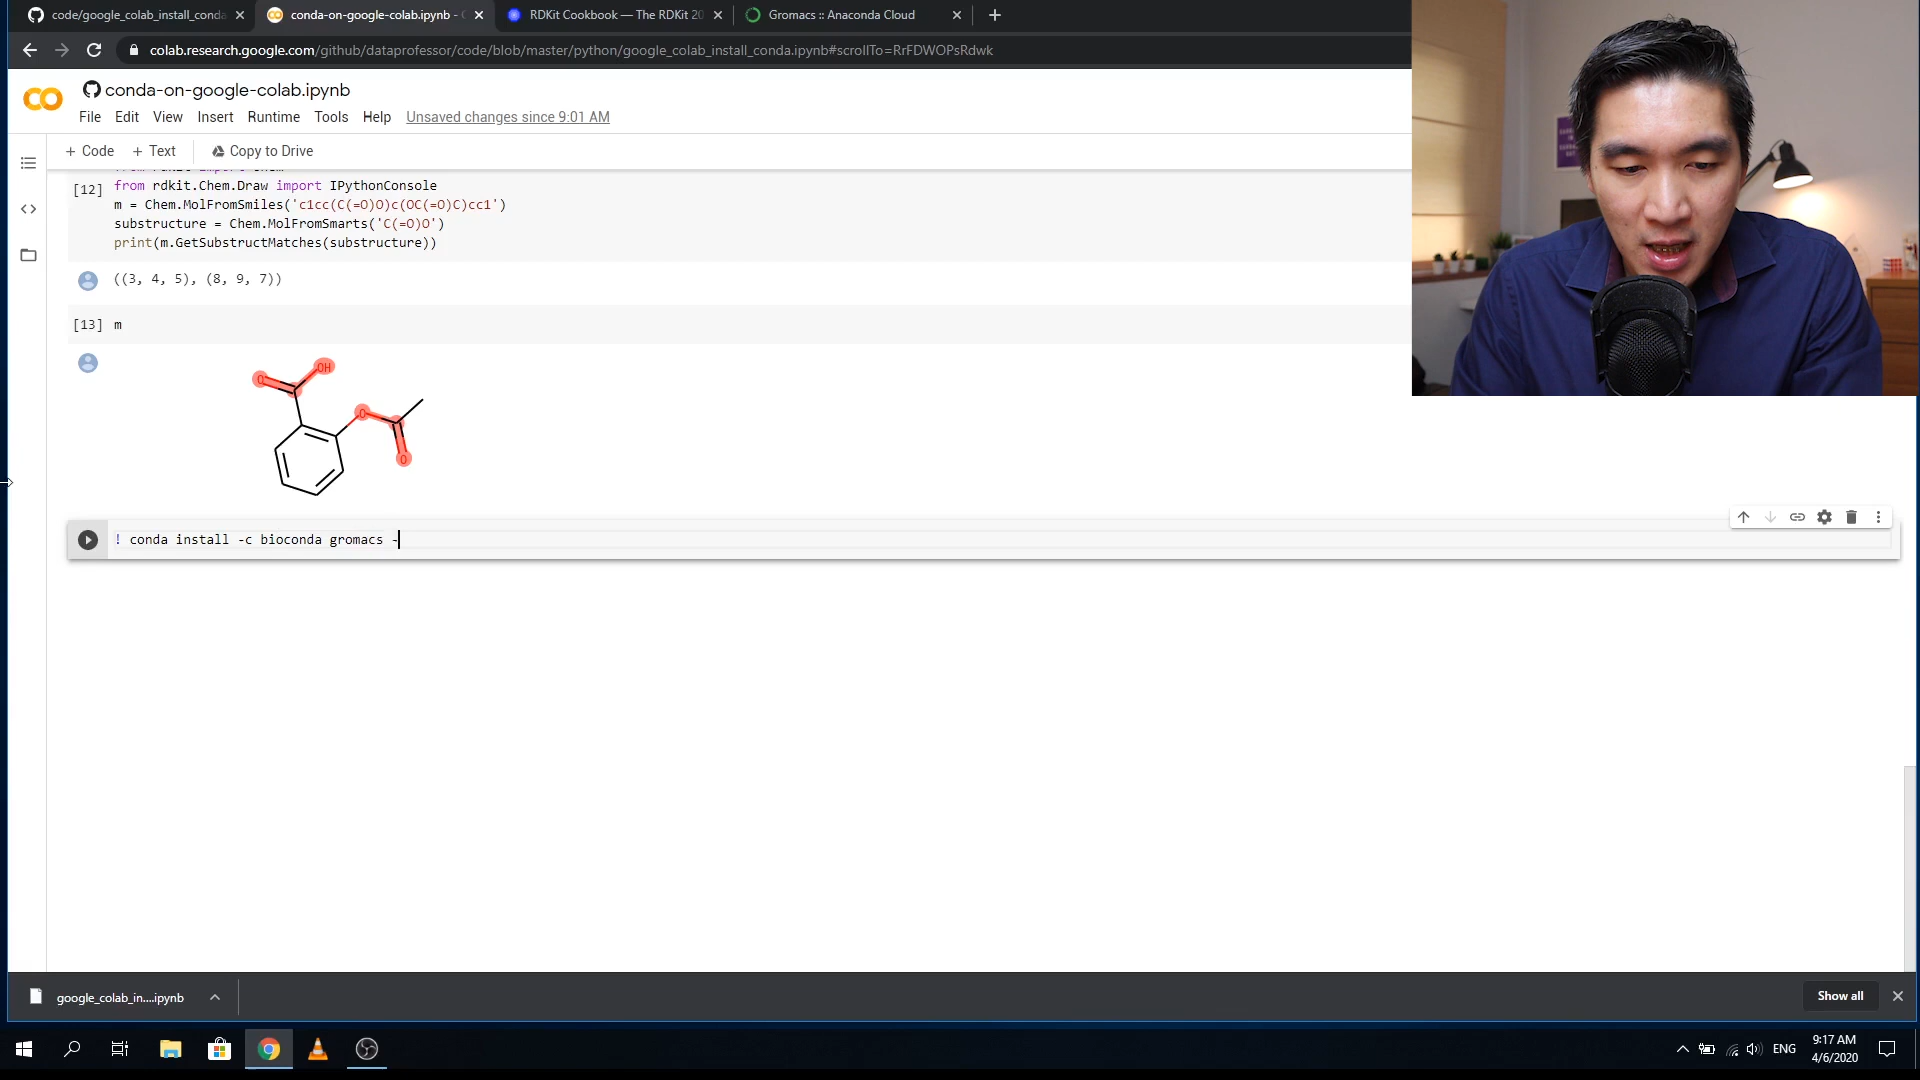 code/google_colab_install_conda
conda-on-google-colab.ipynb -
RDKit Cookbook — The RDKit 20
Gromacs :: Anaconda Cloud
colab.research.google.com/github/dataprofessor/code/blob/master/python/google_colab_install_conda.ipynb#scrollTo=RrFDWOPsRdwk
conda-on-google-colab.ipynb
File Edit View Insert Runtime Tools Help Unsaved changes since 9:01 AM
+ Code + Text Copy to Drive
from rdkit import Chem
[12] from rdkit.Chem.Draw import IPythonConsole
m = Chem.MolFromSmiles('c1cc(C(=O)O)c(OC(=O)C)cc1')
substructure = Chem.MolFromSmarts('C(=O)O')
print(m.GetSubstructMatches(substructure))
((3, 4, 5), (8, 9, 7))
[13] m
OH
O
O
O
! conda install -c bioconda gromacs -
google_colab_in....ipynb
Show all
ENG
9:17 AM
4/6/2020